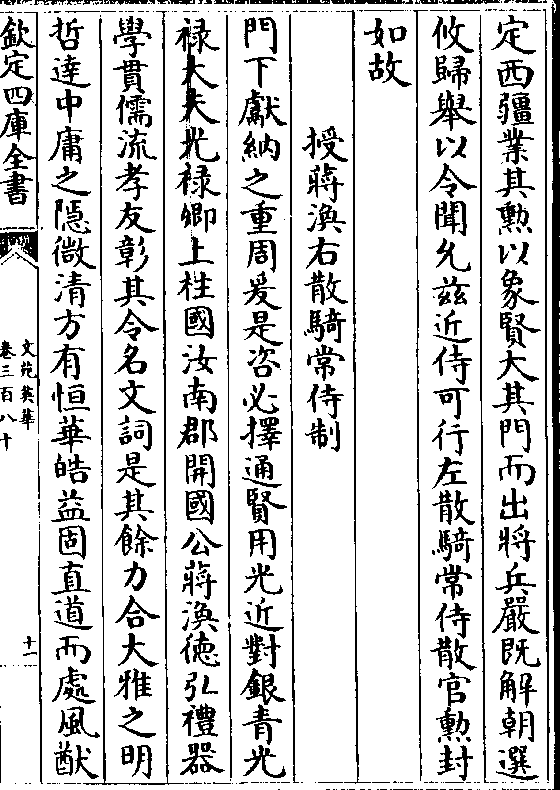 定西疆業其勲以象賢大其門而出將兵嚴既解朝選
攸歸舉以令聞允兹近侍可行左散騎常侍散官勲封
如故
授蔣渙右散騎常侍制
門下獻納之重周爰是咨必擇通賢用光近對銀青光
禄大夫光禄卿上柱國汝南郡開國公蔣渙徳弘禮器
學貫儒流孝友彰其令名文詞是其餘力合大雅之明
哲達中庸之隠微清方有恒華皓益固直道而處風猷
欽定四庫全書
文苑英華
卷三百八十
十一